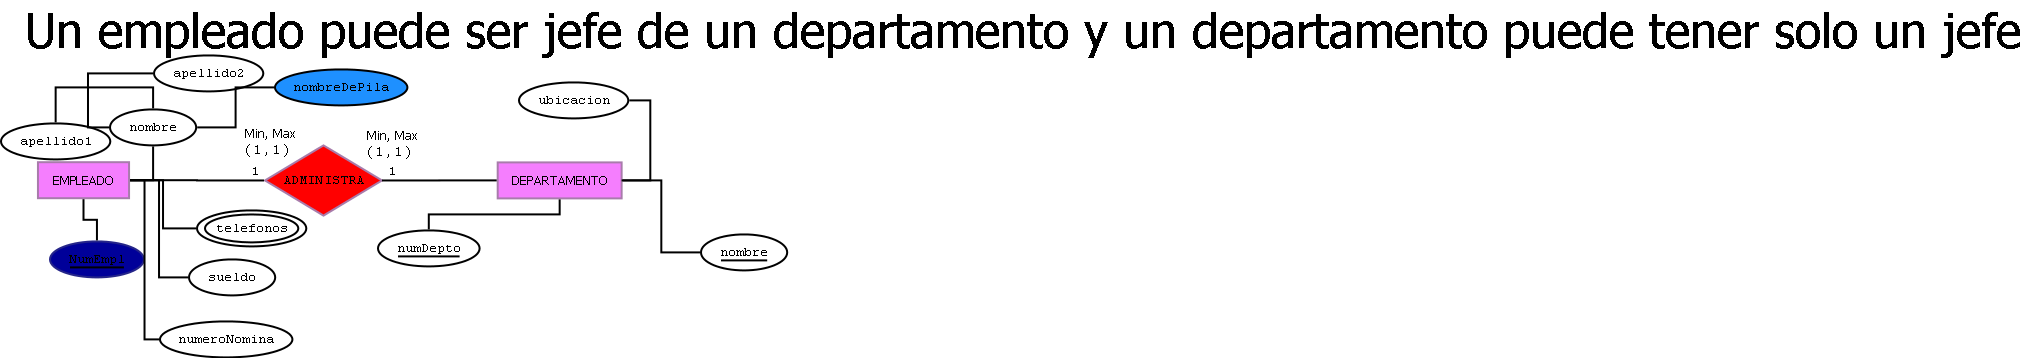 Un empleado puede ser jefe de un departamento y un departamento puede tener solo un jefe
apellido2
nombreDePila
ubicacion
nombre
apellido1
Min, Max
(1,1)
1
Min, Max
(1,1)
1
EMPLEADO
ADMINISTRA
DEPARTAMENTO
telefonos
numDepto
nombre
sueldo
numeroNomina